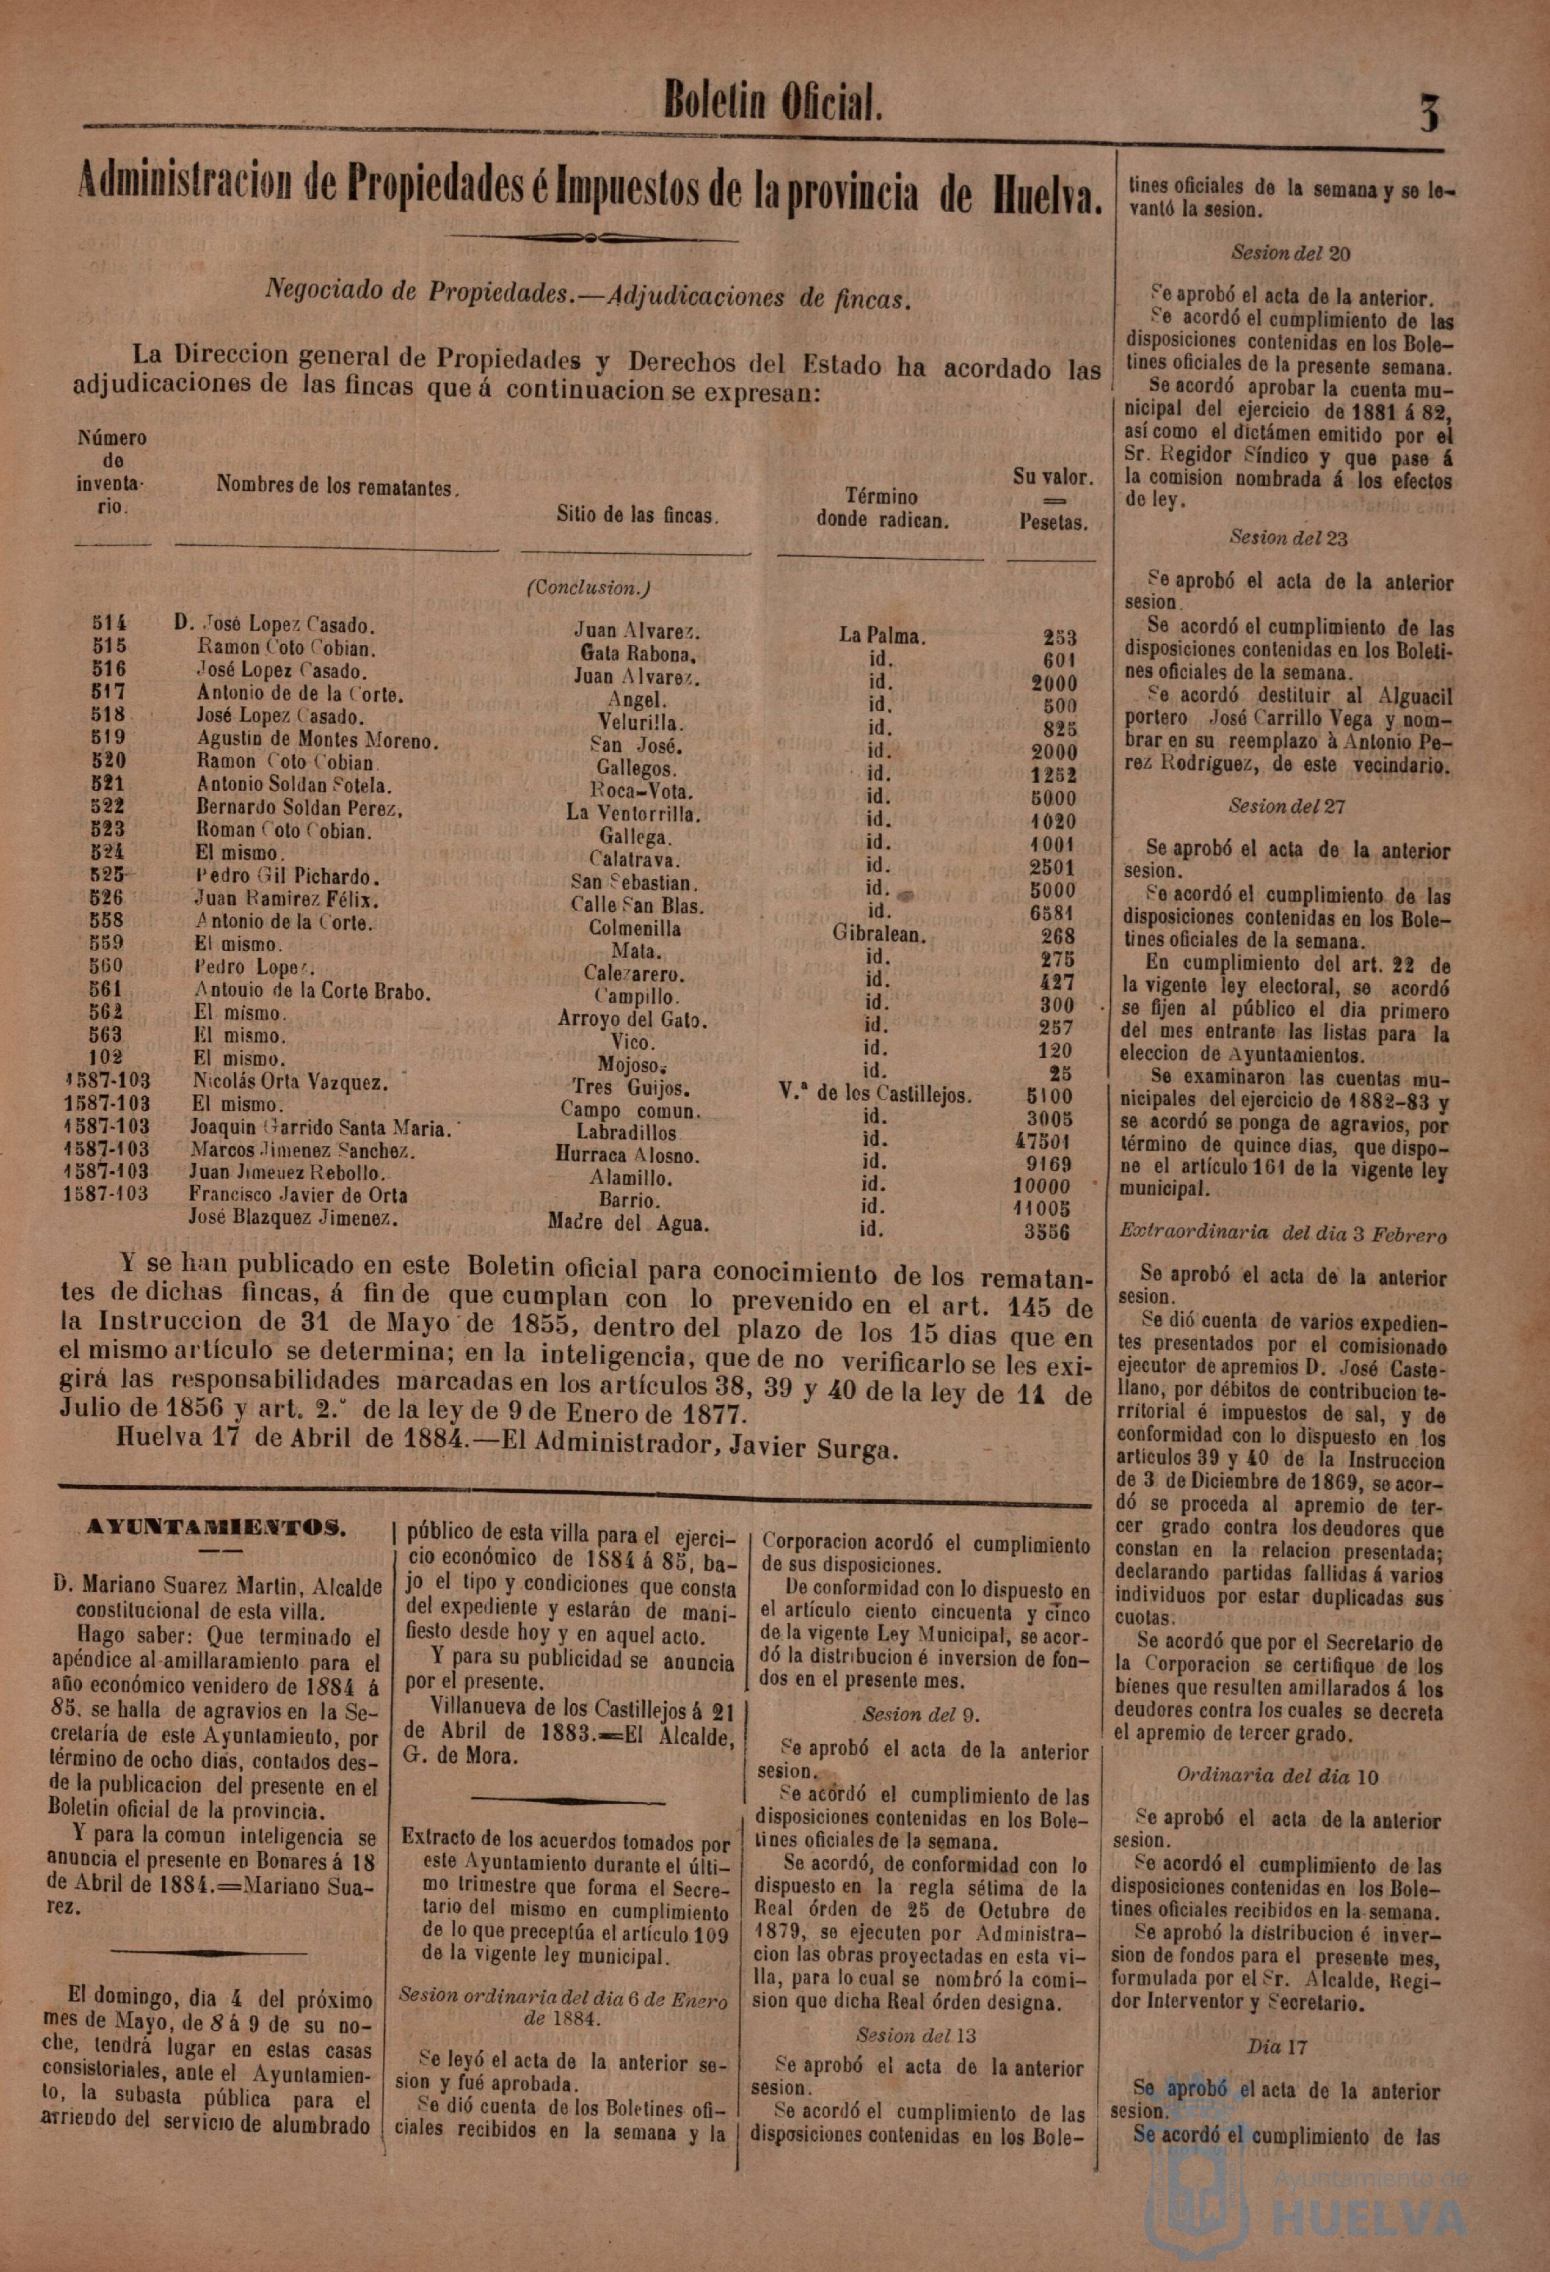 Boletin Oficial.
3
Administracion de Propiedades é Impuestos de la provincia de Huelva.
Negociado de Propiedades.—Adjudicaciones de fincas.
La Direccion general de Propiedades y Derechos del Estado ha acordado las
adjudicaciones de las fincas que á continuacion se expresan:
Número
de
inventa-
rio.
Nombres de los rematantes.
Sitio de las fincas.
Término
donde radican.
Su valor.
Pesetas.
(Conclusion.)
514 D. José Lopez Casado. Juan Alvarez. La Palma. 253
515 Ramon Coto Cobian. Gata Rabona. id. 601
516 José Lopez Casado. Juan Alvarez. id. 2000
517 Antonio de de la Corte. Angel. id. 500
518 José Lopez Casado. Velurilla. id. 825
519 Agustin de Montes Moreno. San José. id. 2000
520 Ramon Coto Cobian. Gallegos. id. 1252
521 Antonio Soldan Sotela. Roca-Vota. id. 5000
522 Bernardo Soldan Perez, La Ventorrilla. id. 1020
523 Roman Coto Cobian. Gallega. id. 1001
524 El mismo. Calatrava. id. 2501
525 Pedro Gil Pichardo. San Sebastian. id. 5000
526 Juan Ramirez Félix. Calle San Blas. id. 6581
558 Antonio de la Corte. Colmenilla Gibralean. 268
559 El mismo. Mata. id. 275
560 Pedro Lopez. Calezarero. id. 427
561 Antouio de la Corte Brabo. Campillo. id. 300
562 El mismo. Arroyo del Gato. id. 257
563 El mismo. Vico. id. 120
102 El mismo. Mojoso. id. 25
1587-103 Nicolás Orta Vazquez. Tres Guijos. V.ª de los Castillejos. 5100
1587-103 El mismo. Campo comun. id. 3005
1587-103 Joaquin Garrido Santa Maria. Labradillos id. 47501
1587-103 Marcos Jimenez Sanchez. Hurraca Alosno. id. 9169
1587-103 Juan Jimeuez Rebollo. Alamillo. id. 10000
1587-103 Francisco Javier de Orta Barrio. id. 11005
José Blazquez Jimenez. Madre del Agua. id. 3556
Y se han publicado en este Boletin oficial para conocimiento de los rematan-
tes de dichas fincas, á fin de que cumplan con lo prevenido en el art. 145 de
la Instruccion de 31 de Mayo de 1855, dentro del plazo de los 15 dias que en
el mismo artículo se determina; en la inteligencia, que de no verificarlo se les exi-
girá las responsabilidades marcadas en los artículos 38, 39 y 40 de la ley de 11 de
Julio de 1856 y art. 2.º de la ley de 9 de Enero de 1877.
Huelva 17 de Abril de 1884.—El Administrador, Javier Surga.
AYUNTAMIENTOS.
D. Mariano Suarez Martin, Alcalde
constitucional de esta villa.
Hago saber: Que terminado el
apéndice al amillaramiento para el
año económico venidero de 1884 á
85, se halla de agravios en la Se-
cretaría de este Ayuntamiento, por
término de ocho dias, contados des-
de la publicacion del presente en el
Boletin oficial de la provincia.
Y para la comun inteligencia se
anuncia el presente en Bonares á 18
de Abril de 1884.=Mariano Sua-
rez.
El domingo, dia 4 del próximo
mes de Mayo, de 8 á 9 de su no-
che, tendrá lugar en estas casas
consistoriales, ante el Ayuntamien-
to, la subasta pública para el
arriendo del servicio de alumbrado
público de esta villa para el ejerci-
cio económico de 1884 á 85, ba-
jo el tipo y condiciones que consta
del expediente y estarán de mani-
fiesto desde hoy y en aquel acto.
Y para su publicidad se anuncia
por el presente.
Villanueva de los Castillejos á 21
de Abril de 1883.=El Alcalde,
G. de Mora.
Extracto de los acuerdos tomados por
este Ayuntamiento durante el últi-
mo trimestre que forma el Secre-
tario del mismo en cumplimiento
de lo que preceptúa el artículo 109
de la vigente ley municipal.
Sesion ordinaria del dia 6 de Enero
de 1884.
Se leyó el acta de la anterior se-
sion y fué aprobada.
Se dió cuenta de los Boletines ofi-
ciales recibidos en la semana y la
Corporacion acordó el cumplimiento
de sus disposiciones.
De conformidad con lo dispuesto en
el artículo ciento cincuenta y cinco
de la vigente Ley Municipal, se acor-
dó la distribucion é inversion de fon-
dos en el presente mes.
Sesion del 9.
Se aprobó el acta de la anterior
sesion.
Se acórdó el cumplimiento de las
disposiciones contenidas en los Bole-
tines oficiales de la semana.
Se acordó, de conformidad con lo
dispuesto en la regla sétima de la
Real órden de 25 de Octubre de
1879, se ejecuten por Administra-
cion las obras proyectadas en esta vi-
lla, para lo cual se nombró la comi-
sion que dicha Real órden designa.
Sesion del 13
Se aprobó el acta de la anterior
sesion.
Se acordó el cumplimiento de las
disposiciones contenidas en los Bole-
tines oficiales de la semana y se le-
vantó la sesion.
Sesion del 20
Se aprobó el acta de la anterior.
Se acordó el cumplimiento de las
disposiciones contenidas en los Bole-
tines oficiales de la presente semana.
Se acordó aprobar la cuenta mu-
nicipal del ejercicio de 1881 á 82,
así como el dictámen emitido por el
Sr. Regidor Síndico y que pase á
la comision nombrada á los efectos
de ley.
Sesion del 23
Se aprobó el acta de la anterior
sesion.
Se acordó el cumplimiento de las
disposiciones contenidas en los Boleti-
nes oficiales de la semana.
Se acordó destituir al Alguacil
portero José Carrillo Vega y nom-
brar en su reemplazo à Antonio Pe-
rez Rodriguez, de este vecindario.
Sesion del 27
Se aprobó el acta de la anterior
sesion.
Se acordó el cumplimiento de las
disposiciones contenidas en los Bole-
tines oficiales de la semana.
En cumplimiento del art. 22 de
la vigente ley electoral, se acordó
se fijen al público el dia primero
del mes entrante las listas para la
eleccion de Ayuntamientos.
Se examinaron las cuentas mu-
nicipales del ejercicio de 1882-83 y
se acordó se ponga de agravios, por
término de quince dias, que dispo-
ne el artículo 161 de la vigente ley
municipal.
Extraordinaria del dia 3 Febrero
Se aprobó el acta de la anterior
sesion.
Se dió cuenta de varios expedien-
tes presentados por el comisionado
ejecutor de apremios D. José Caste-
llano, por débitos de contribucion te-
rritorial é impuestos de sal, y de
conformidad con lo dispuesto en los
articulos 39 y 40 de la Instruccion
de 3 de Diciembre de 1869, se acor-
dó se proceda al apremio de ter-
cer grado contra los deudores que
constan en la relacion presentada;
declarando partidas fallidas á varios
individuos por estar duplicadas sus
cuotas.
Se acordó que por el Secretario de
la Corporacion se certifique de los
bienes que resulten amillarados á los
deudores contra los cuales se decreta
el apremio de tercer grado.
Ordinaria del dia 10
Se aprobó el acta de la anterior
sesion.
Se acordó el cumplimiento de las
disposiciones contenidas en los Bole-
tines oficiales recibidos en la semana.
Se aprobó la distribucion é inver-
sion de fondos para el presente mes,
formulada por el Sr. Alcalde, Regi-
dor Interventor y Secretario.
Dia 17
Se aprobó el acta de la anterior
sesion.
Se acordó el cumplimiento de las
Ayuntamiento de
HUELVA